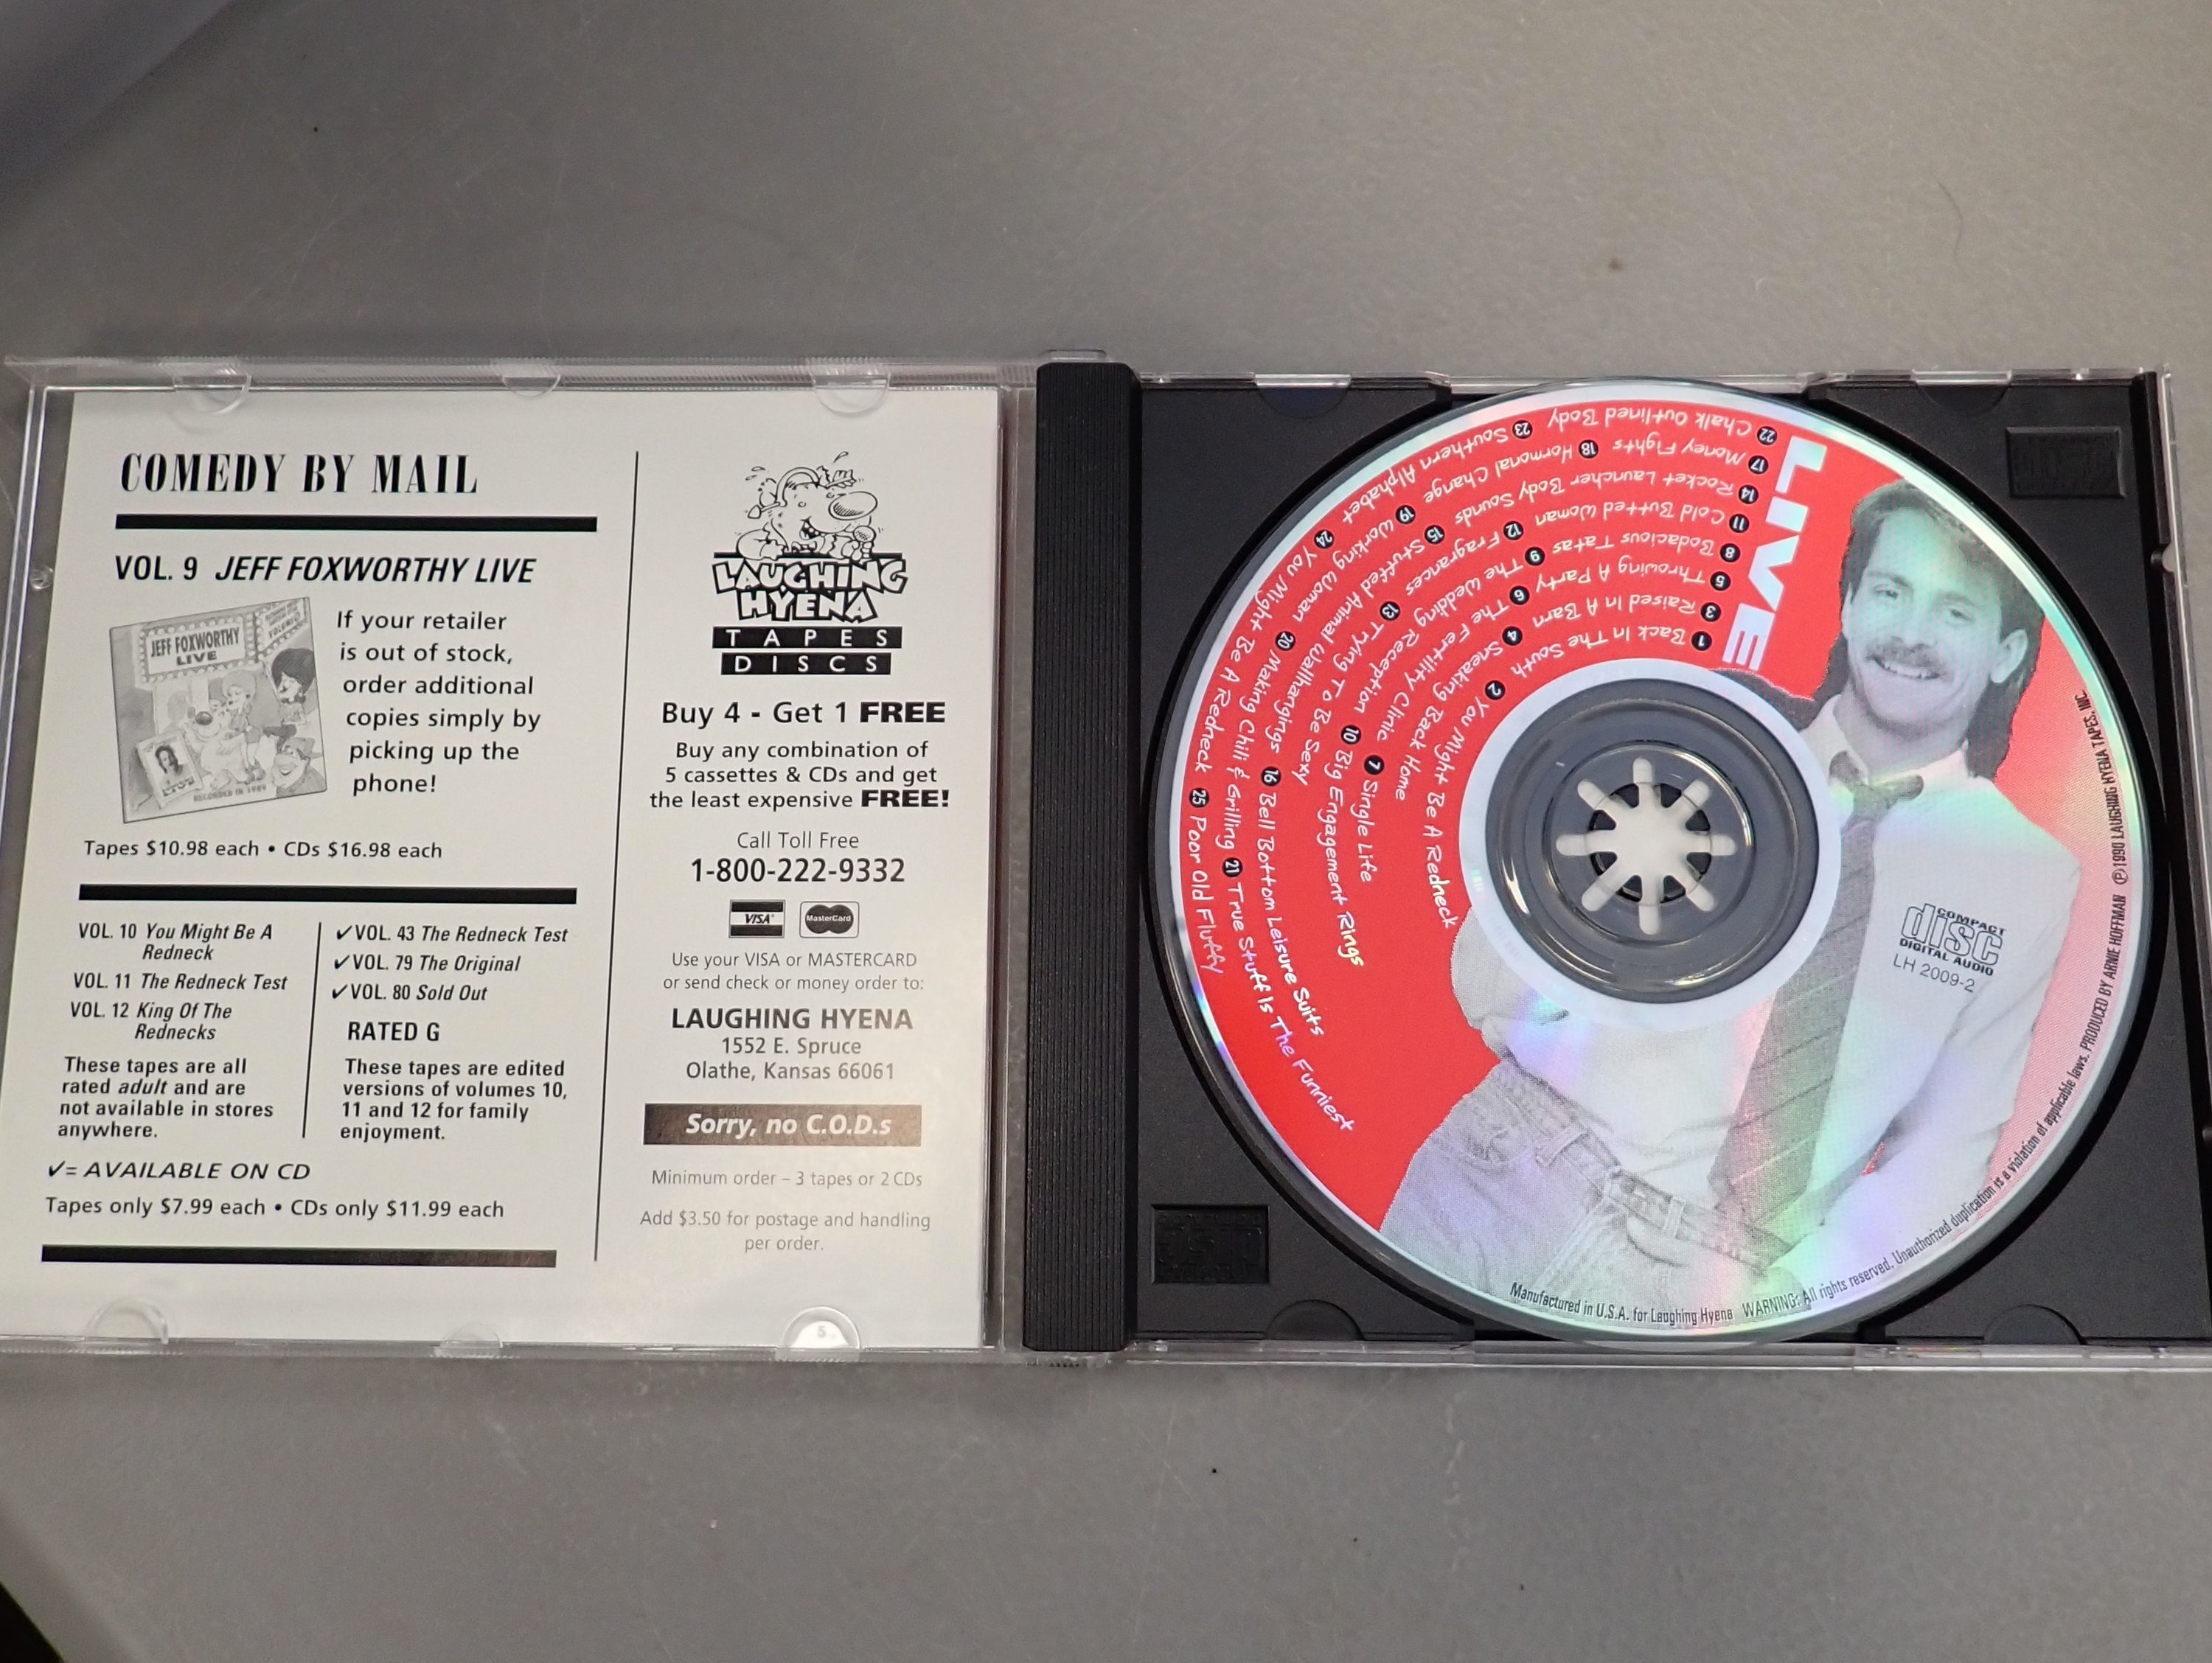 COMEDY BY MAIL
VOL. 9 JEFF FOXWORTHY LIVE
JEFF FOXWORTHY
LIVE
RECORDED IN 1989
If your retailer
is out of stock,
order additional
copies simply by
picking up the
phone!
Tapes $10.98 each • CDs $16.98 each
VOL. 10 You Might Be A
Redneck
VOL. 11 The Redneck Test
VOL. 12 King Of The
Rednecks
These tapes are all
rated adult and are
not available in stores
anywhere.
✓VOL. 43 The Redneck Test
✓VOL. 79 The Original
✓VOL. 80 Sold Out
RATED G
These tapes are edited
versions of volumes 10,
11 and 12 for family
enjoyment.
✓= AVAILABLE ON CD
Tapes only $7.99 each • CDs only $11.99 each
LAUGHING
HYENA
TAPES
DISCS
Buy 4 - Get 1 FREE
Buy any combination of
5 cassettes & CDs and get
the least expensive FREE!
Call Toll Free
1-800-222-9332
VISA MasterCard
Use your VISA or MASTERCARD
or send check or money order to:
LAUGHING HYENA
1552 E. Spruce
Olathe, Kansas 66061
Sorry, no C.O.D.s
Minimum order – 3 tapes or 2 CDs
Add $3.50 for postage and handling
per order.
LIVE
1 Back In The South 2 You Might Be A Redneck
3 Raised In A Barn 4 Sneaking Back Home
5 Throwing A Party 6 The Fertility Clinic 7 Single Life
8 Bodacious Tatas 9 The Wedding Reception 10 Big Engagement Rings
11 Cold Butted Woman 12 Fragrances 13 Trying To Be Sexy
14 Rocket Launcher Body Sounds 15 Stuffed Animal Wallhangings 16 Bell Bottom Leisure Suits
17 Money Fights 18 Hormonal Change 19 Working Woman 20 Making Chili & Grilling 21 True Stuff Is The Funniest
22 Chalk Outlined Body 23 Southern Alphabet 24 You Might Be A Redneck 25 Poor Old Fluffy
COMPACT
disc
DIGITAL AUDIO
LH 2009-2
Manufactured in U.S.A. for Laughing Hyena WARNING: All rights reserved. Unauthorized duplication is a violation of applicable laws. PRODUCED BY ARNIE HOFFMAN ℗1990 LAUGHING HYENA TAPES, INC.